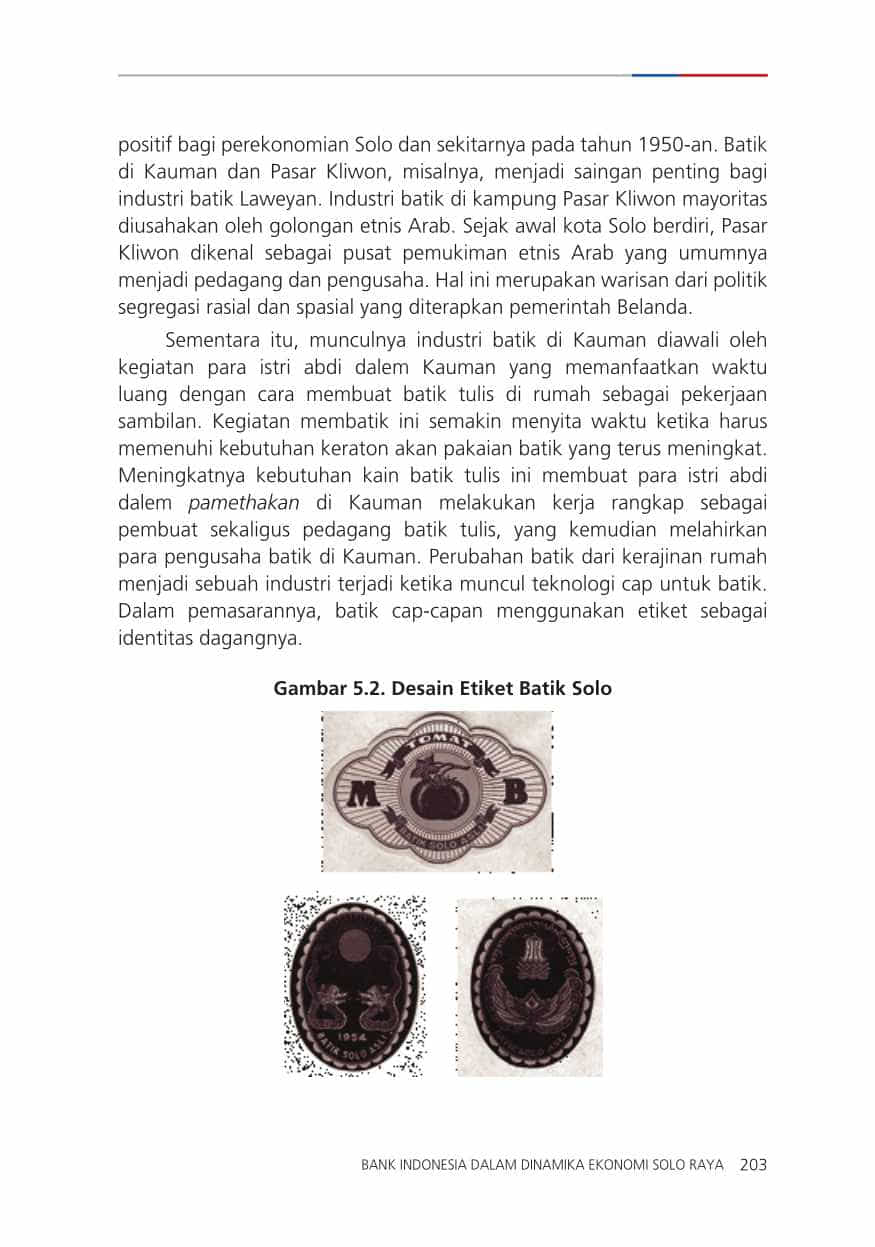 positif bagi perekonomian Solo dan sekitarnya pada tahun 1950-an. Batik
di Kauman dan Pasar Kliwon, misalnya, menjadi saingan penting bagi
industri batik Laweyan. Industri batik di kampung Pasar Kliwon mayoritas
diusahakan oleh golongan etnis Arab. Sejak awal kota Solo berdiri, Pasar
Kliwon dikenal sebagai pusat pemukiman etnis Arab yang umumnya
menjadi pedagang dan pengusaha. Hal ini merupakan warisan dari politik
segregasi rasial dan spasial yang diterapkan pemerintah Belanda.
Sementara itu, munculnya industri batik di Kauman diawali oleh
kegiatan para istri abdi dalem Kauman yang memanfaatkan waktu
luang dengan cara membuat batik tulis di rumah sebagai pekerjaan
sambilan. Kegiatan membatik ini semakin menyita waktu ketika harus
memenuhi kebutuhan keraton akan pakaian batik yang terus meningkat.
Meningkatnya kebutuhan kain batik tulis ini membuat para istri abdi
dalem pamethakan di Kauman melakukan kerja rangkap sebagai
pembuat sekaligus pedagang batik tulis, yang kemudian melahirkan
para pengusaha batik di Kauman. Perubahan batik dari kerajinan rumah
menjadi sebuah industri terjadi ketika muncul teknologi cap untuk batik.
Dalam pemasarannya, batik cap-capan menggunakan etiket sebagai
identitas dagangnya.
Gambar 5.2. Desain Etiket Batik Solo
TOMAT
M B
BATIK SOLO ASLI
1954
BATIK SOLO ASLI
BANK INDONESIA DALAM DINAMIKA EKONOMI SOLO RAYA 203